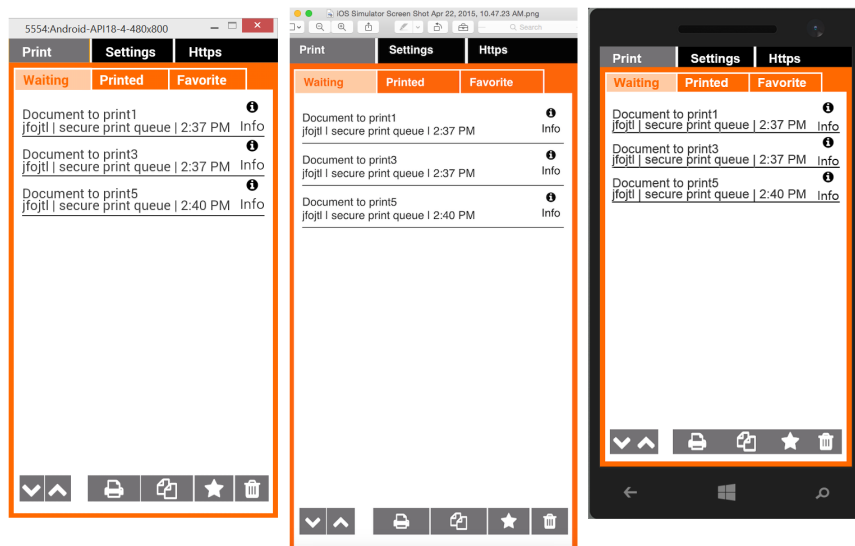 5554:Android-API18-4-480x800
Print Settings Https
Waiting Printed Favorite
Document to print1
jfojtl | secure print queue | 2:37 PM Info
Document to print3
jfojtl | secure print queue | 2:37 PM Info
Document to print5
jfojtl | secure print queue | 2:40 PM Info
iOS Simulator Screen Shot Apr 22, 2015, 10.47.23 AM.png
Search
Print Settings Https
Waiting Printed Favorite
Document to print1
jfojtl | secure print queue | 2:37 PM Info
Document to print3
jfojtl | secure print queue | 2:37 PM Info
Document to print5
jfojtl | secure print queue | 2:40 PM Info
Print Settings Https
Waiting Printed Favorite
Document to print1
jfojtl | secure print queue | 2:37 PM Info
Document to print3
jfojtl | secure print queue | 2:37 PM Info
Document to print5
jfojtl | secure print queue | 2:40 PM Info